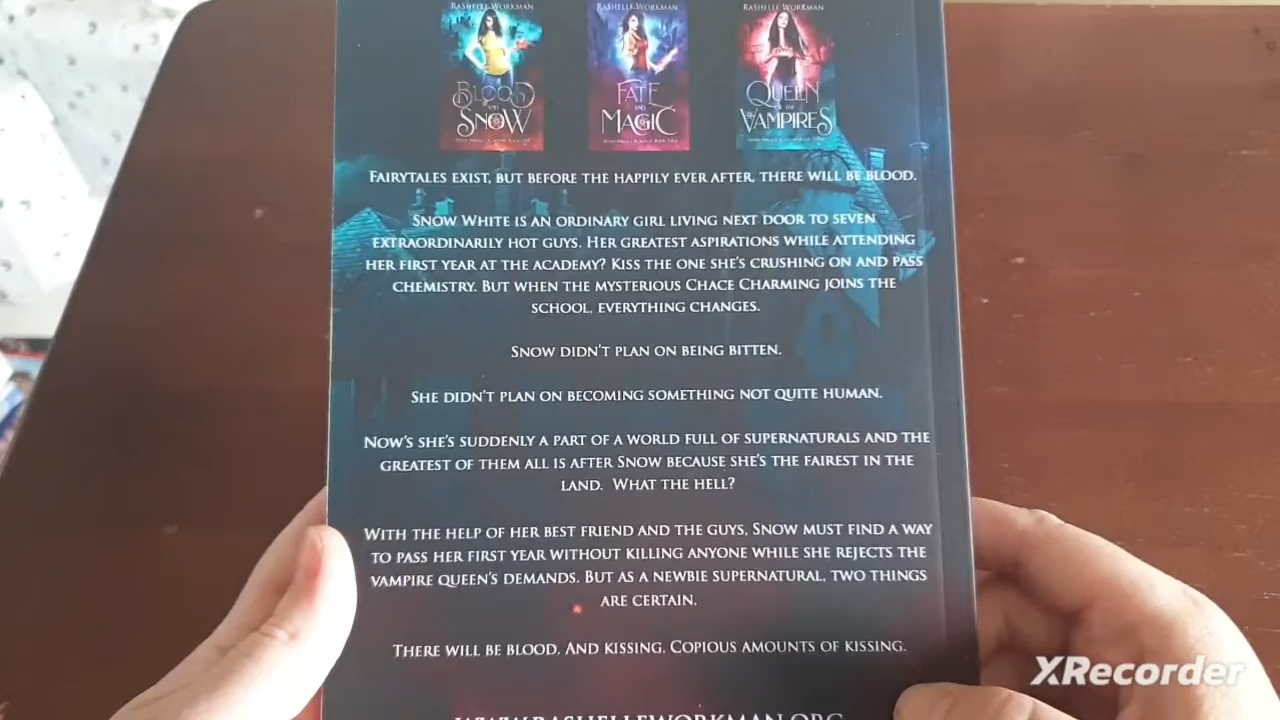 RaShelle Workman RaShelle Workman RaShelle Workman
Blood Fate Queen
and and of the
Snow Magic Vampires
Fairytales exist, but before the happily ever after, there will be blood.
Snow White is an ordinary girl living next door to seven
extraordinarily hot guys. Her greatest aspirations while attending
her first year at the academy? Kiss the one she's crushing on and pass
chemistry. But when the mysterious Chace Charming joins the
school, everything changes.
Snow didn't plan on being bitten.
She didn't plan on becoming something not quite human.
Now's she's suddenly a part of a world full of supernaturals and the
greatest of them all is after Snow because she's the fairest in the
land. What the hell?
With the help of her best friend and the guys, Snow must find a way
to pass her first year without killing anyone while she rejects the
vampire queen's demands. But as a newbie supernatural, two things
are certain.
There will be blood. And kissing. Copious amounts of kissing.
www.rashelleworkman.org
XRecorder